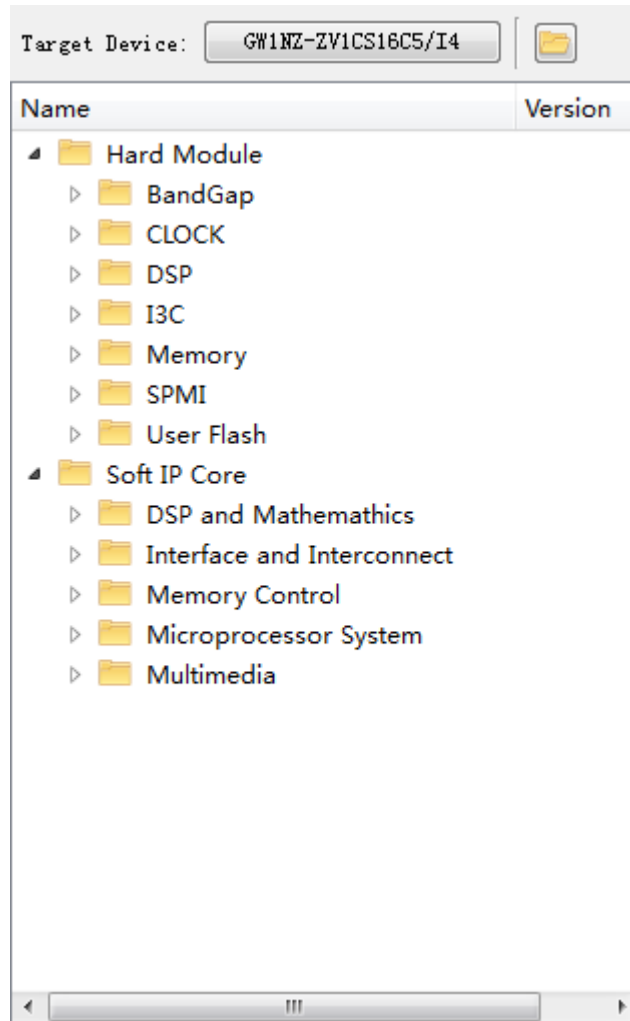 Target Device: GW1NZ-ZV1CS16C5/I4
Name Version
Hard Module
BandGap
CLOCK
DSP
I3C
Memory
SPMI
User Flash
Soft IP Core
DSP and Mathemathics
Interface and Interconnect
Memory Control
Microprocessor System
Multimedia